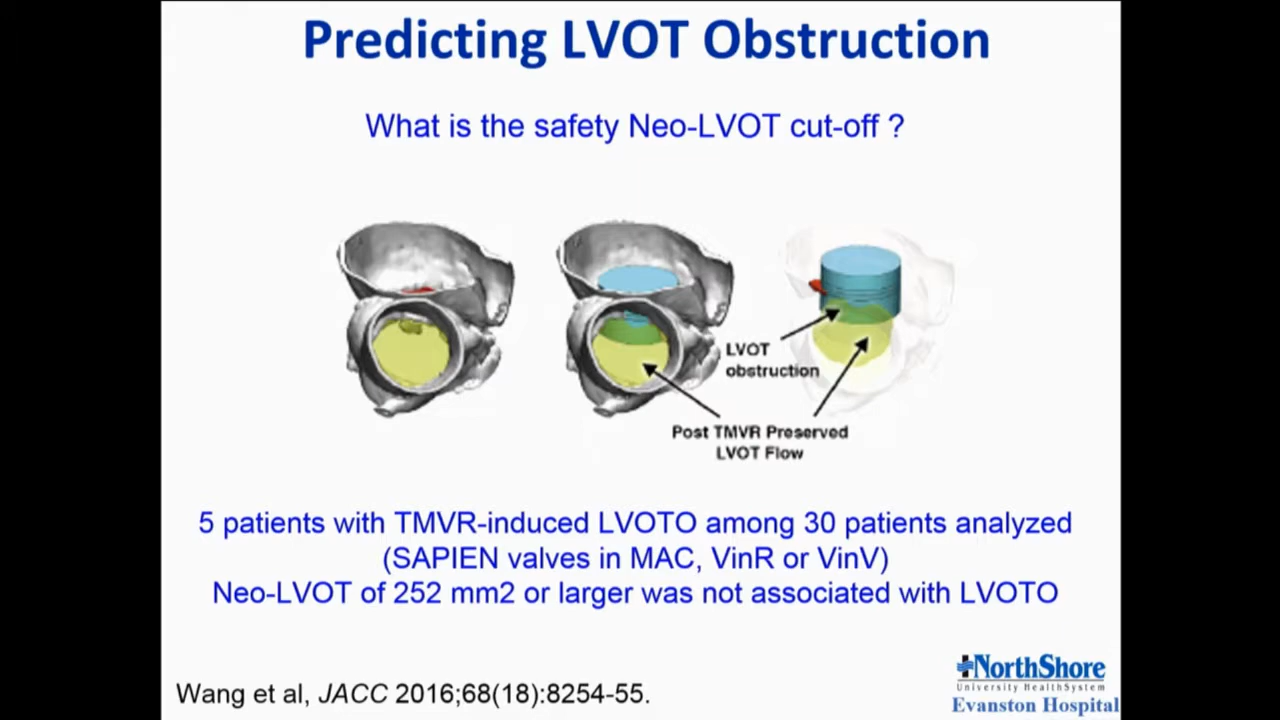 Predicting LVOT Obstruction
What is the safety Neo-LVOT cut-off ?
LVOT
obstruction
Post TMVR Preserved
LVOT Flow
5 patients with TMVR-induced LVOTO among 30 patients analyzed
(SAPIEN valves in MAC, VinR or VinV)
Neo-LVOT of 252 mm2 or larger was not associated with LVOTO
Wang et al, JACC 2016;68(18):8254-55.
NorthShore
University HealthSystem
Evanston Hospital